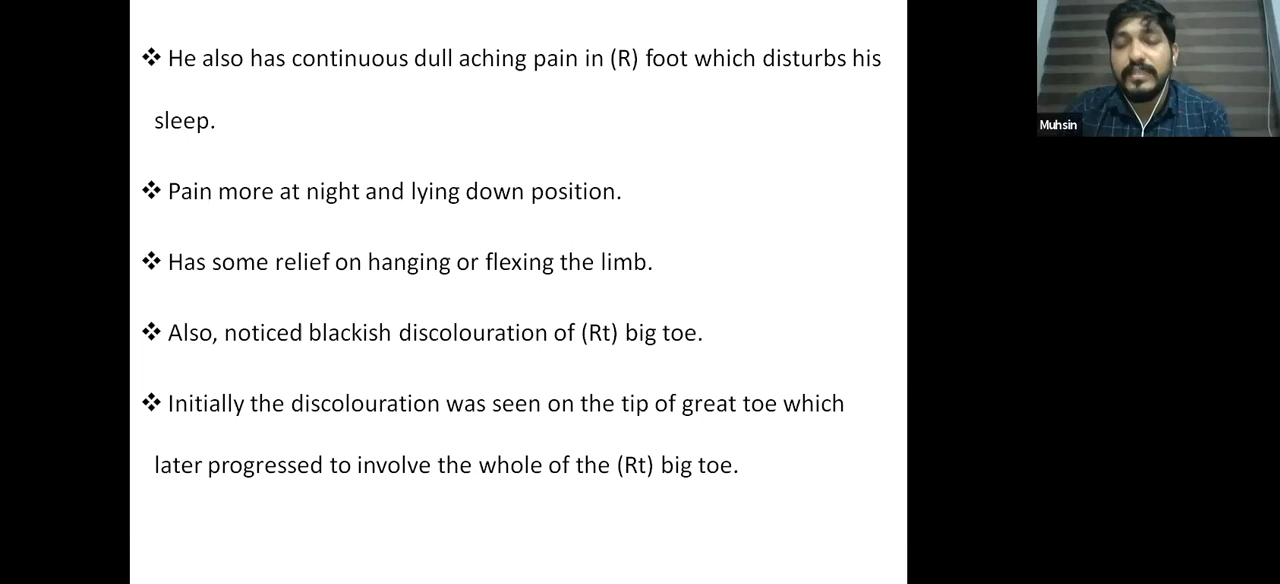 ❖ He also has continuous dull aching pain in (R) foot which disturbs his
sleep.
❖ Pain more at night and lying down position.
❖ Has some relief on hanging or flexing the limb.
❖ Also, noticed blackish discolouration of (Rt) big toe.
❖ Initially the discolouration was seen on the tip of great toe which
later progressed to involve the whole of the (Rt) big toe.
Muhsin